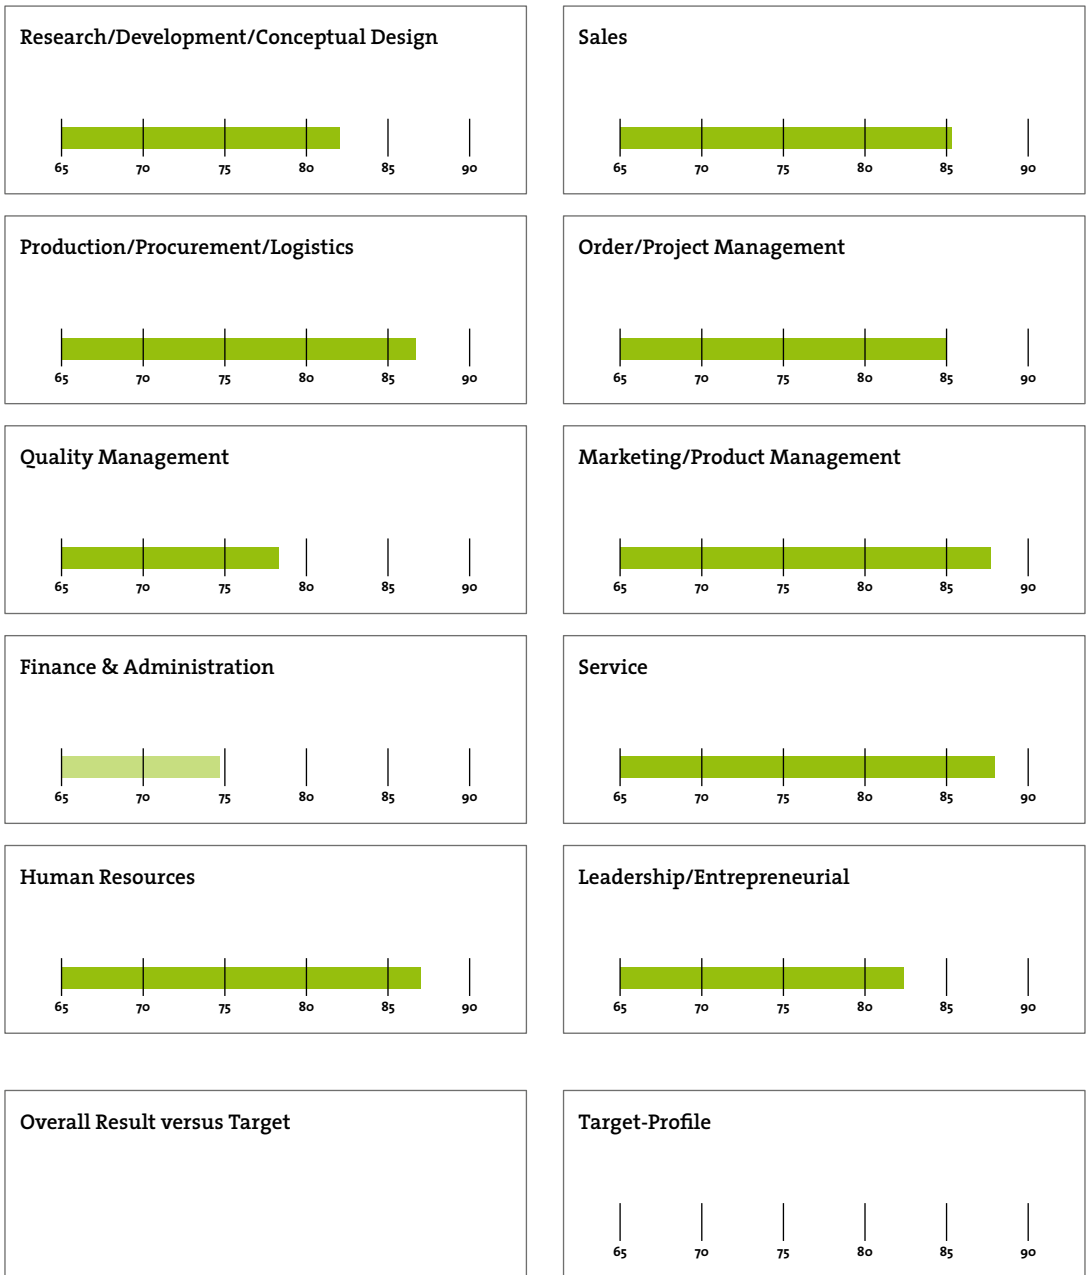 Research/Development/Conceptual Design
65 70 75 80 85 90
Sales
65 70 75 80 85 90
Production/Procurement/Logistics
65 70 75 80 85 90
Order/Project Management
65 70 75 80 85 90
Quality Management
65 70 75 80 85 90
Marketing/Product Management
65 70 75 80 85 90
Finance & Administration
65 70 75 80 85 90
Service
65 70 75 80 85 90
Human Resources
65 70 75 80 85 90
Leadership/Entrepreneurial
65 70 75 80 85 90
Overall Result versus Target
Target-Profile
65 70 75 80 85 90